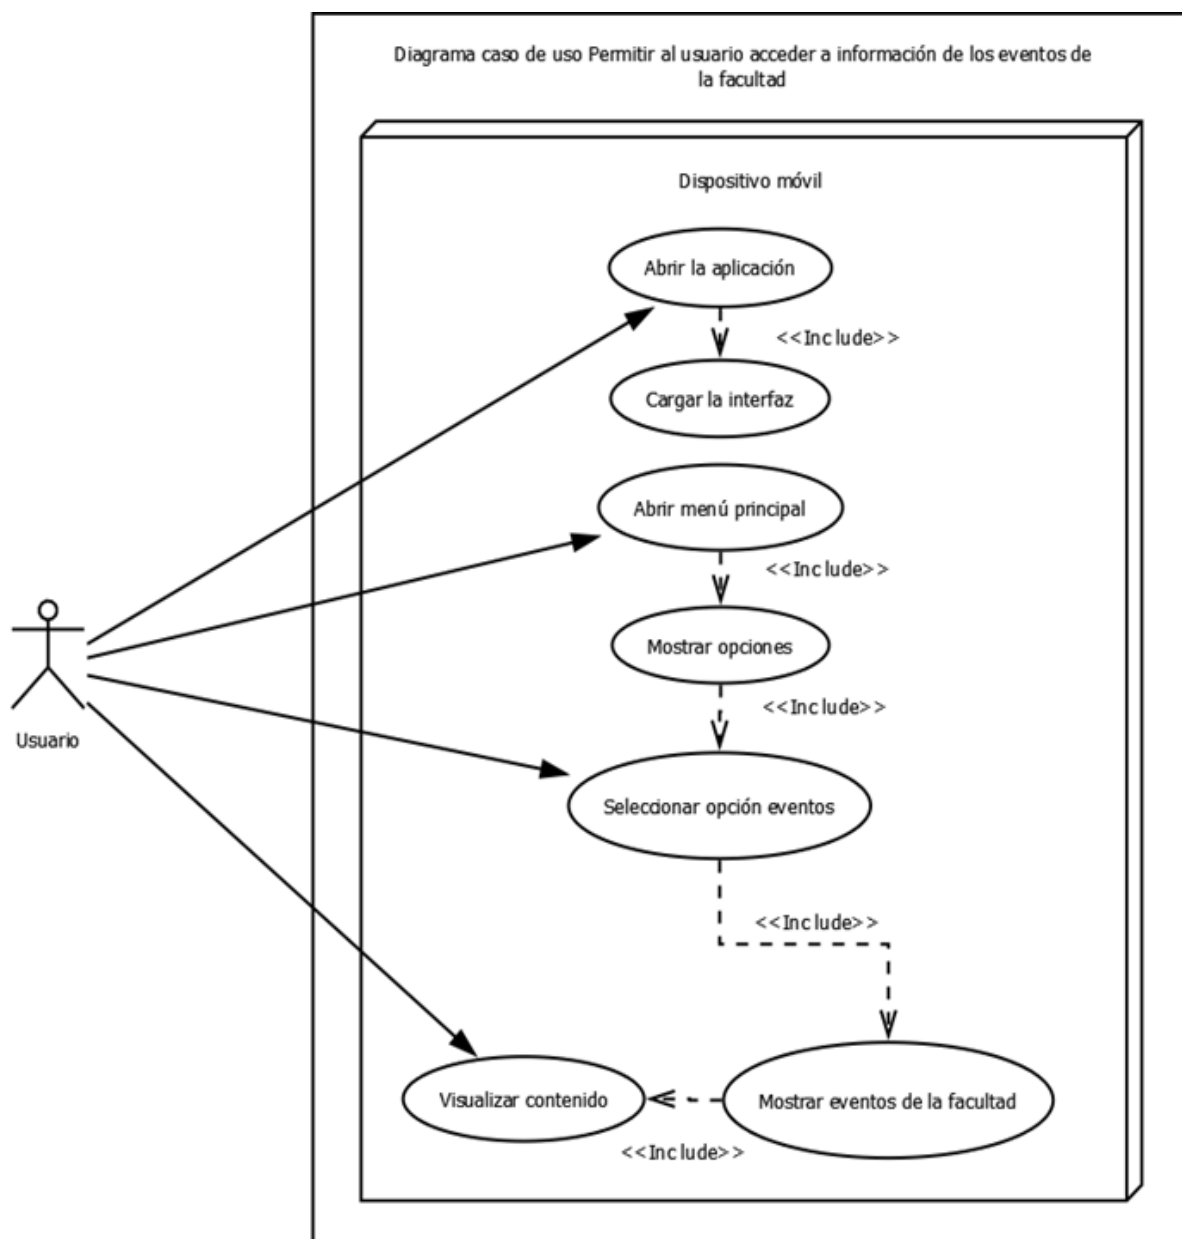 Diagrama caso de uso Permitir al usuario acceder a información de los eventos de
la facultad
Dispositivo móvil
Abrir la aplicación
<<Include>>
Cargar la interfaz
Abrir menú principal
<<Include>>
Mostrar opciones
<<Include>>
Usuario
Seleccionar opción eventos
<<Include>>
Visualizar contenido
Mostrar eventos de la facultad
<<Include>>